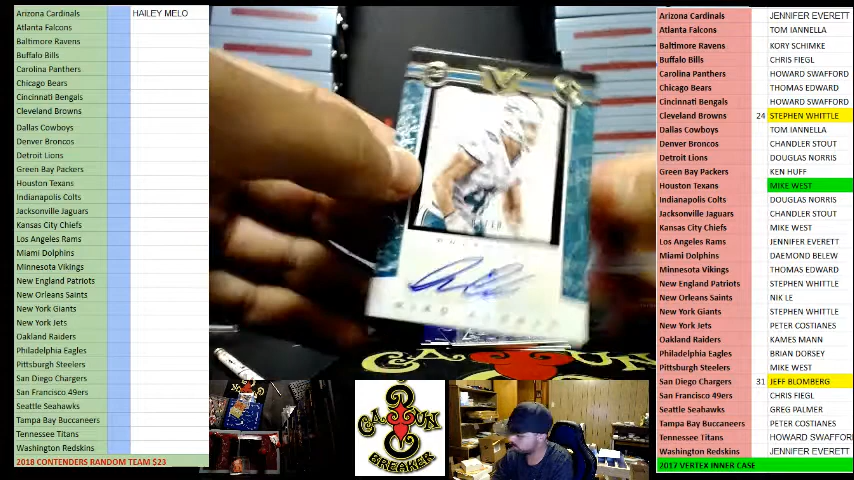 Arizona Cardinals HAILEY MELO
Atlanta Falcons
Baltimore Ravens
Buffalo Bills
Carolina Panthers
Chicago Bears
Cincinnati Bengals
Cleveland Browns
Dallas Cowboys
Denver Broncos
Detroit Lions
Green Bay Packers
Houston Texans
Indianapolis Colts
Jacksonville Jaguars
Kansas City Chiefs
Los Angeles Rams
Miami Dolphins
Minnesota Vikings
New England Patriots
New Orleans Saints
New York Giants
New York Jets
Oakland Raiders
Philadelphia Eagles
Pittsburgh Steelers
San Diego Chargers
San Francisco 49ers
Seattle Seahawks
Tampa Bay Buccaneers
Tennessee Titans
Washington Redskins
2018 CONTENDERS RANDOM TEAM $23
CAJUN
BREAKER
Arizona Cardinals JENNIFER EVERETT
Atlanta Falcons TOM IANNELLA
Baltimore Ravens KORY SCHIMKE
Buffalo Bills CHRIS FIEGL
Carolina Panthers HOWARD SWAFFORD
Chicago Bears THOMAS EDWARD
Cincinnati Bengals HOWARD SWAFFORD
Cleveland Browns 24 STEPHEN WHITTLE
Dallas Cowboys TOM IANNELLA
Denver Broncos CHANDLER STOUT
Detroit Lions DOUGLAS NORRIS
Green Bay Packers KEN HUFF
Houston Texans MIKE WEST
Indianapolis Colts DOUGLAS NORRIS
Jacksonville Jaguars CHANDLER STOUT
Kansas City Chiefs MIKE WEST
Los Angeles Rams JENNIFER EVERETT
Miami Dolphins DAEMOND BELEW
Minnesota Vikings THOMAS EDWARD
New England Patriots STEPHEN WHITTLE
New Orleans Saints NIK LE
New York Giants STEPHEN WHITTLE
New York Jets PETER COSTIANES
Oakland Raiders KAMES MANN
Philadelphia Eagles BRIAN DORSEY
Pittsburgh Steelers MIKE WEST
San Diego Chargers 31 JEFF BLOMBERG
San Francisco 49ers CHRIS FIEGL
Seattle Seahawks GREG PALMER
Tampa Bay Buccaneers PETER COSTIANES
Tennessee Titans HOWARD SWAFFORD
Washington Redskins JENNIFER EVERETT
2017 VERTEX INNER CASE